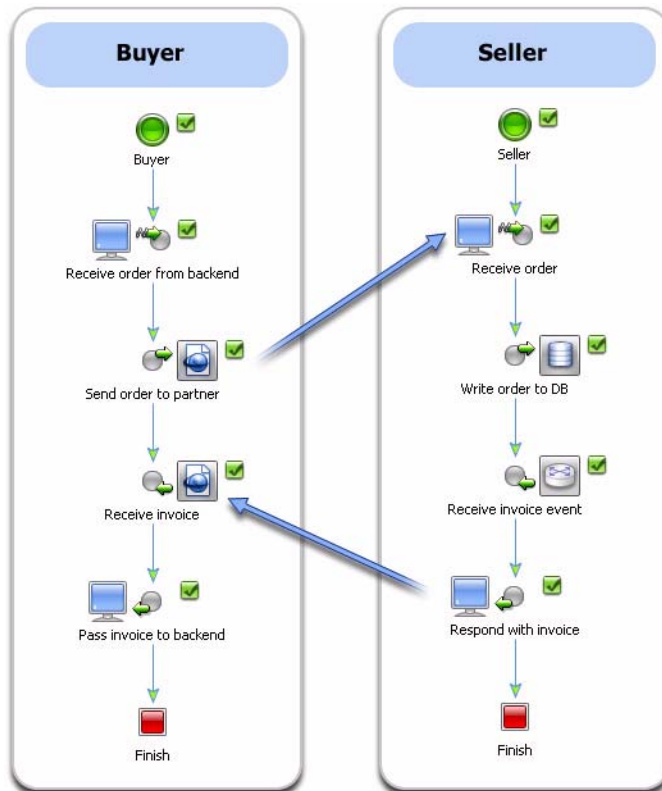 Buyer
Buyer
Receive order from backend
Send order to partner
Receive invoice
Pass invoice to backend
Finish
Seller
Seller
Receive order
Write order to DB
Receive invoice event
Respond with invoice
Finish